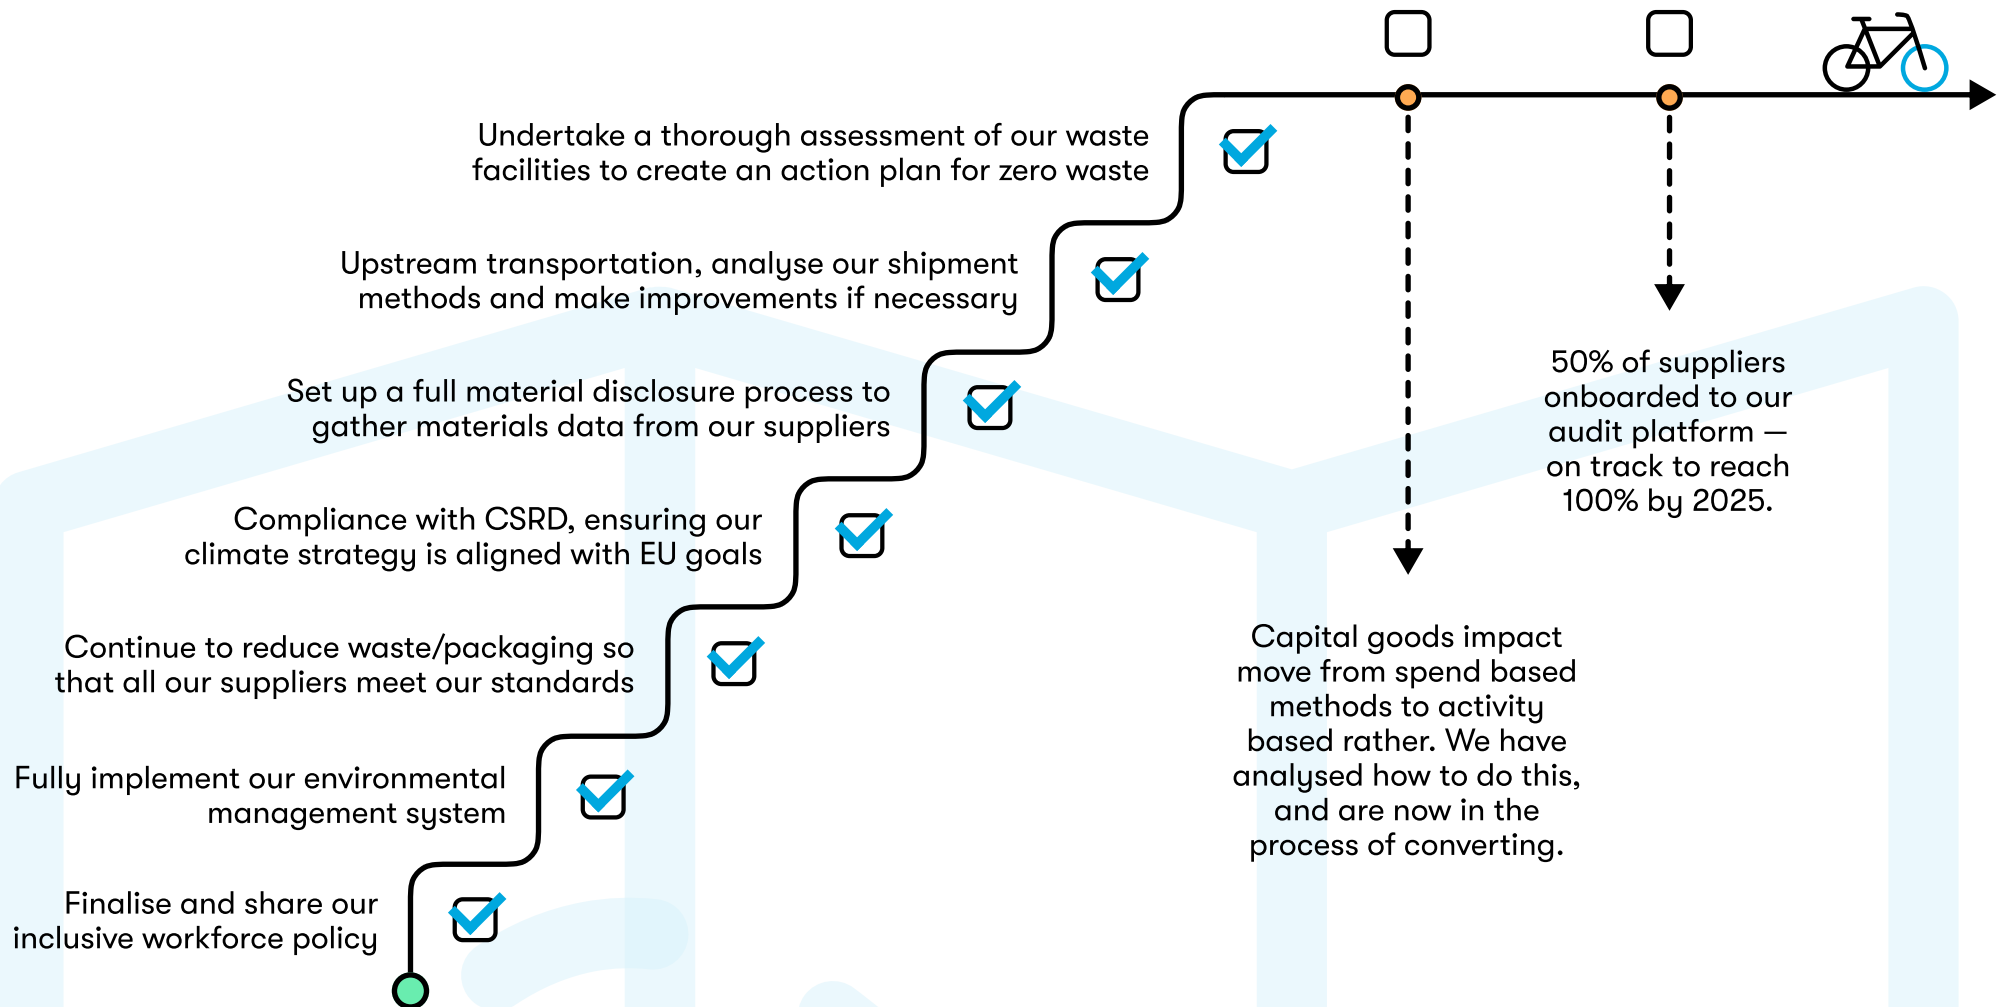 Undertake a thorough assessment of our waste
facilities to create an action plan for zero waste
Upstream transportation, analyse our shipment
methods and make improvements if necessary
Set up a full material disclosure process to
gather materials data from our suppliers
Compliance with CSRD, ensuring our
climate strategy is aligned with EU goals
Continue to reduce waste/packaging so
that all our suppliers meet our standards
Fully implement our environmental
management system
Finalise and share our
inclusive workforce policy
Capital goods impact
move from spend based
methods to activity
based rather. We have
analysed how to do this,
and are now in the
process of converting.
50% of suppliers
onboarded to our
audit platform —
on track to reach
100% by 2025.